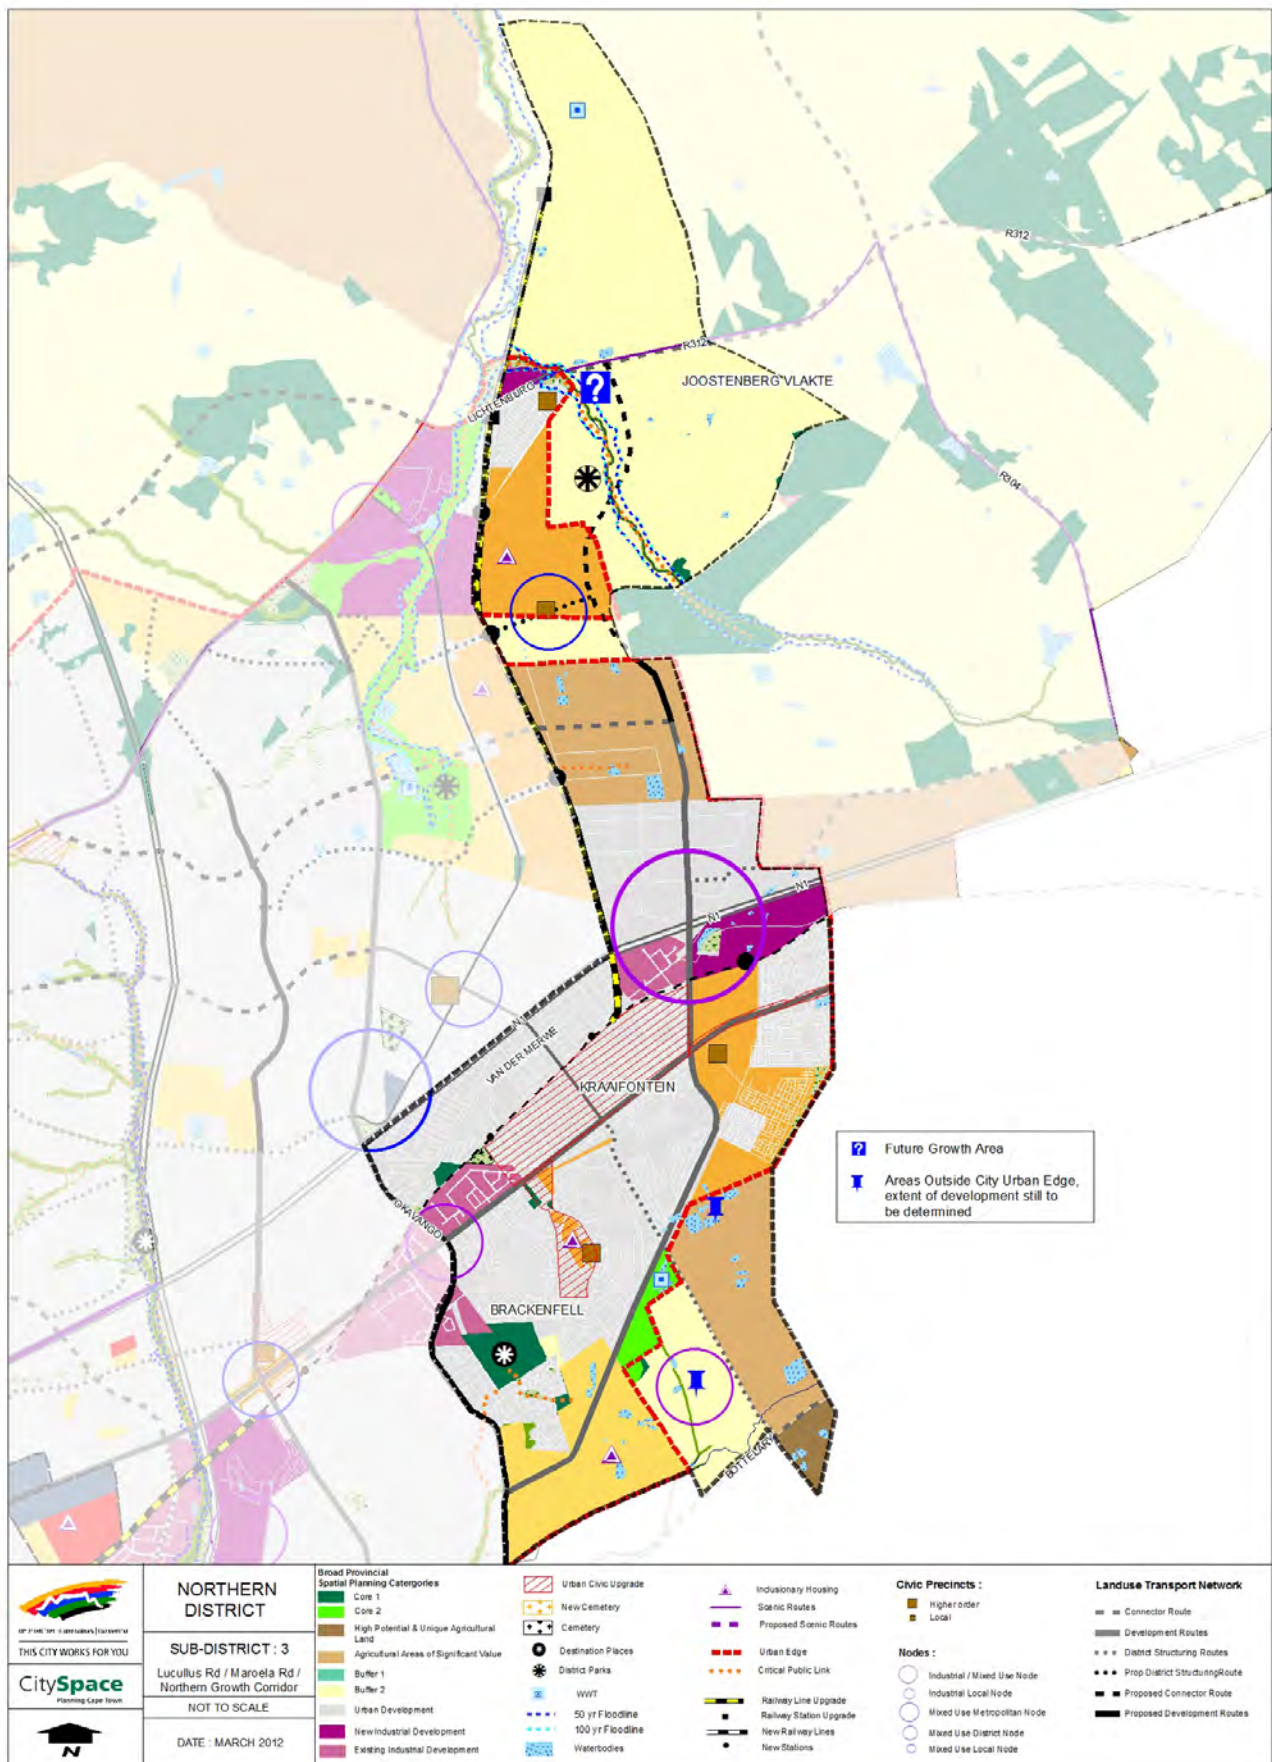 R312
R312
JOOSTENBERG VLAKTE
LICHTENBURG
R304
N1
N1
N1
VAN DER MERWE
KRAAIFONTEIN
Future Growth Area
Areas Outside City Urban Edge,
extent of development still to
be determined
OKAVANGO
BRACKENFELL
BOTTELARY
THIS CITY WORKS FOR YOU
CitySpace
Planning Cape Town
N
NORTHERN
DISTRICT
SUB-DISTRICT : 3
Lucullus Rd / Maroela Rd /
Northern Growth Corridor
NOT TO SCALE
DATE : MARCH 2012
Broad Provincial
Spatial Planning Catergories
Core 1
Core 2
High Potential & Unique Agricultural
Land
Agricultural Areas of Significant Value
Buffer 1
Buffer 2
Urban Development
New Industrial Development
Existing Industrial Development
Urban Civic Upgrade
New Cemetery
Cemetery
Destination Places
District Parks
WWT
50 yr Floodline
100 yr Floodline
Waterbodies
Inclusionary Housing
Scenic Routes
Proposed Scenic Routes
Urban Edge
Critical Public Link
Railway Line Upgrade
Railway Station Upgrade
New Railway Lines
New Stations
Civic Precincts :
Higher order
Local
Nodes :
Industrial / Mixed Use Node
Industrial Local Node
Mixed Use Metropolitan Node
Mixed Use District Node
Mixed Use Local Node
Landuse Transport Network
Connector Route
Development Routes
District Structuring Routes
Prop District StructuringRoute
Proposed Connector Route
Proposed Development Routes